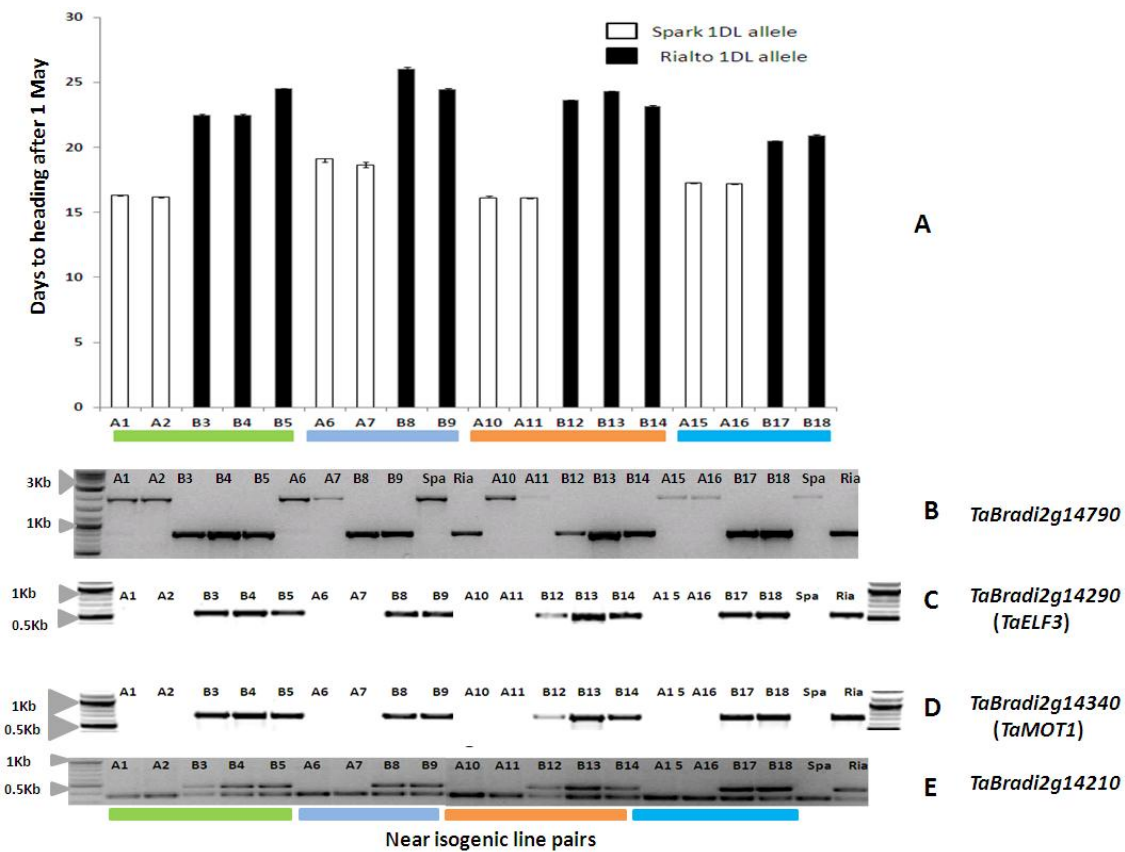 30
25
20
15
10
5
0
Days to heading after 1 May
Spark 1DL allele
Rialto 1DL allele
A
A1 A2 B3 B4 B5 A6 A7 B8 B9 A10 A11 B12 B13 B14 A15 A16 B17 B18
3Kb
1Kb
A1 A2 B3 B4 B5 A6 A7 B8 B9 Spa Ria A10 A11 B12 B13 B14 A15 A16 B17 B18 Spa Ria
B TaBradi2g14790
1Kb
0.5Kb
A1 A2 B3 B4 B5 A6 A7 B8 B9 A10 A11 B12 B13 B14 A1 5 A16 B17 B18 Spa Ria
C TaBradi2g14290
(TaELF3)
1Kb
0.5Kb
A1 A2 B3 B4 B5 A6 A7 B8 B9 A10 A11 B12 B13 B14 A1 5 A16 B17 B18 Spa Ria
D TaBradi2g14340
(TaMOT1)
1Kb
0.5Kb
A1 A2 B3 B4 B5 A6 A7 B8 B9 A10 A11 B12 B13 B14 A1 5 A16 B17 B18 Spa Ria
E TaBradi2g14210
Near isogenic line pairs